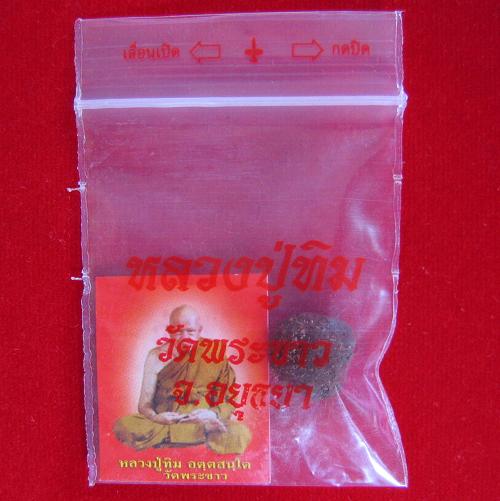 เลื่อนเปิด กดปิด
หลวงปู่ทิม
วัดพระขาว
จ.อยุธยา
หลวงปู่ทิม อตฺตสนฺโต
วัดพระขาว